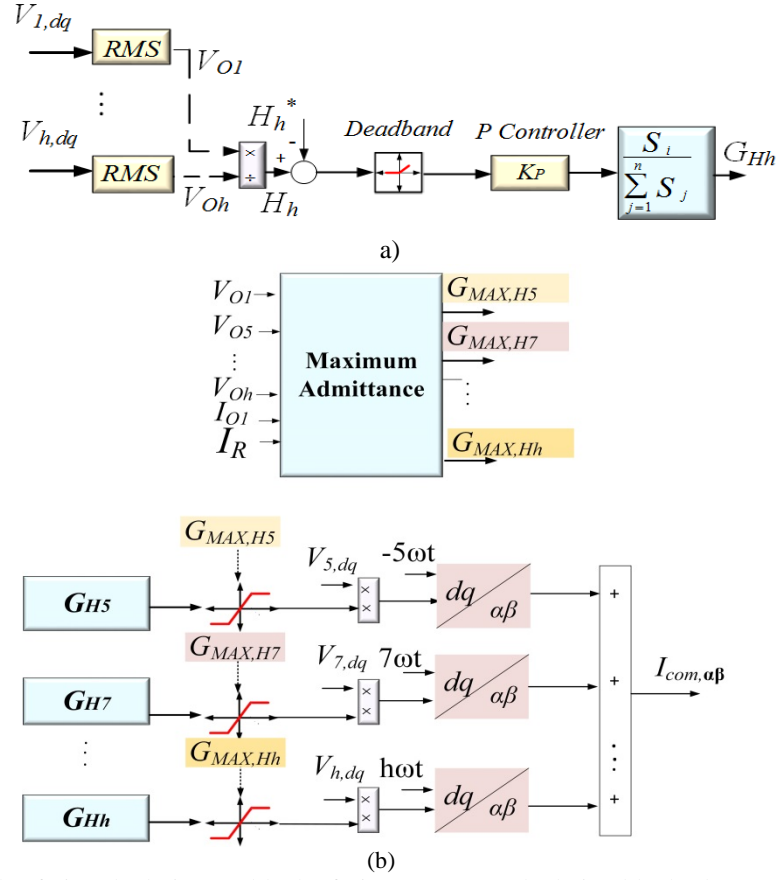 V1,dq
RMS
VO1
⋮
Vh,dq
RMS
VOh
×
÷
Hh*
-
+
Hh
Deadband
P Controller
KP
Si
n
∑ Sj
j=1
GHh
a)
VO1
VO5
⋮
VOh
IO1
IR
Maximum
Admittance
GMAX,H5
GMAX,H7
⋮
GMAX,Hh
GMAX,H5
GH5
V5,dq
×
×
-5ωt
dq
αβ
+
GMAX,H7
GH7
V7,dq
×
×
7ωt
dq
αβ
+
Icom,αβ
⋮
GMAX,Hh
GHh
Vh,dq
×
×
hωt
dq
αβ
⋮
+
(b)